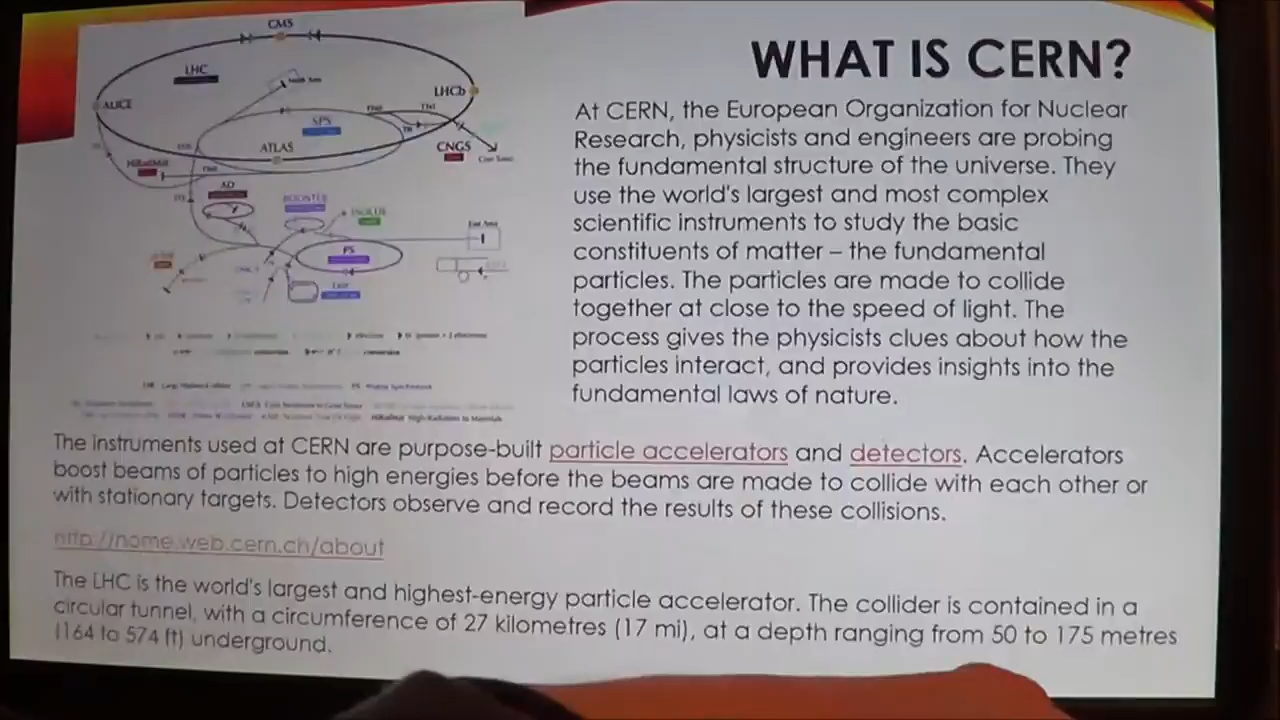 WHAT IS CERN?
At CERN, the European Organization for Nuclear
Research, physicists and engineers are probing
the fundamental structure of the universe. They
use the world's largest and most complex
scientific instruments to study the basic
constituents of matter – the fundamental
particles. The particles are made to collide
together at close to the speed of light. The
process gives the physicists clues about how the
particles interact, and provides insights into the
fundamental laws of nature.
CMS
LHC
ALICE
LHCb
SPS
ATLAS
CNGS
AD
BOOSTER
PS
East Area
The instruments used at CERN are purpose-built particle accelerators and detectors. Accelerators
boost beams of particles to high energies before the beams are made to collide with each other or
with stationary targets. Detectors observe and record the results of these collisions.
http://home.web.cern.ch/about
The LHC is the world's largest and highest-energy particle accelerator. The collider is contained in a
circular tunnel, with a circumference of 27 kilometres (17 mi), at a depth ranging from 50 to 175 metres
(164 to 574 ft) underground.